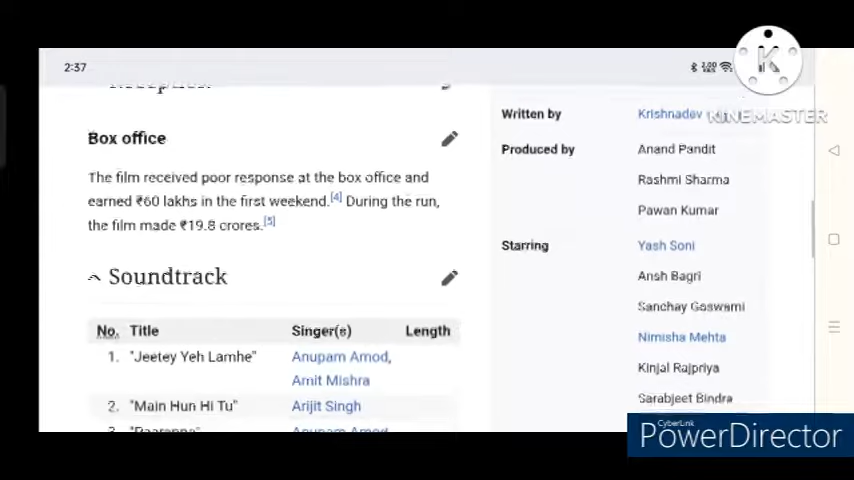 2:37
Reception
Box office
The film received poor response at the box office and
earned ₹60 lakhs in the first weekend.[4] During the run,
the film made ₹19.8 crores.[5]
Soundtrack
No. Title Singer(s) Length
1. "Jeetey Yeh Lamhe" Anupam Amod,
Amit Mishra
2. "Main Hun Hi Tu" Arijit Singh
Anupam Amod
Written by Krishnadev
Produced by Anand Pandit
Rashmi Sharma
Pawan Kumar
Starring Yash Soni
Ansh Bagri
Sanchay Goswami
Nimisha Mehta
Kinjal Rajpriya
Sarabjeet Bindra
K
KINEMASTER
CyberLink
PowerDirector